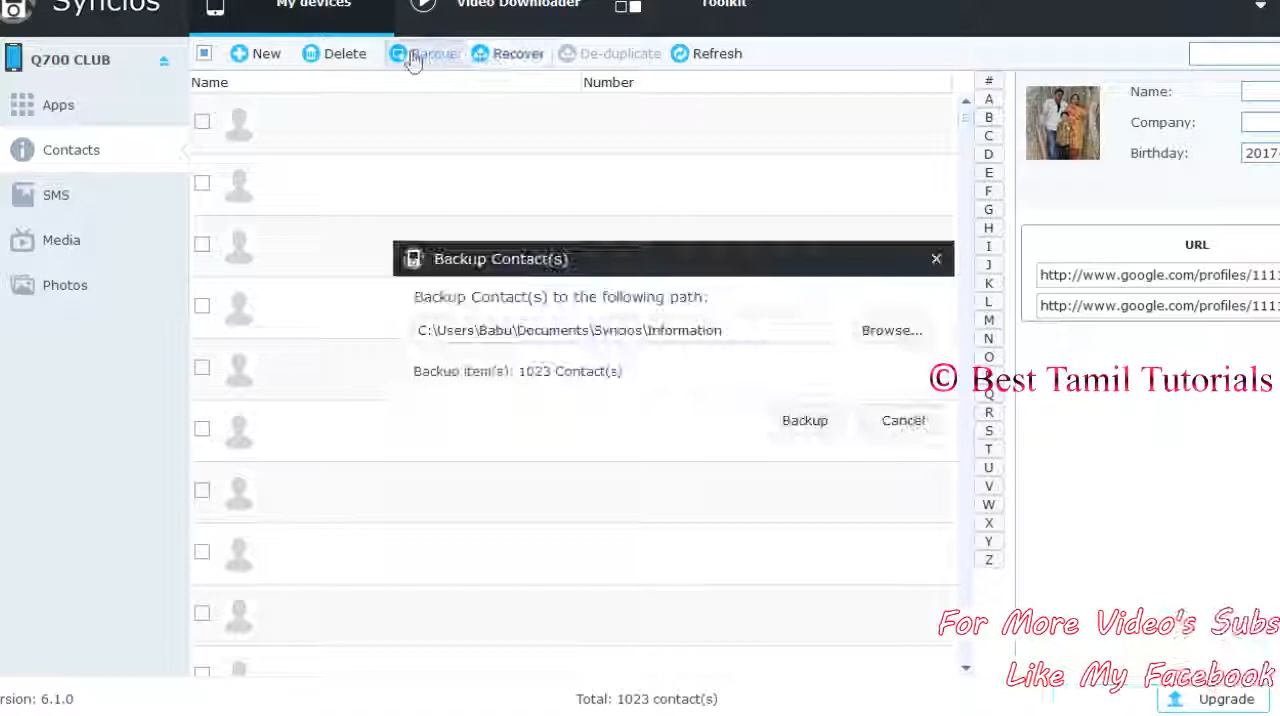 Syncios
My devices
Video Downloader
Toolkit
Q700 CLUB
New
Delete
Recover
De-duplicate
Refresh
Apps
Contacts
SMS
Media
Photos
Name
Number
Backup Contact(s)
Backup Contact(s) to the following path:
C:\Users\Babu\Documents\Syncios\Information
Browse...
Backup Item(s): 1023 Contact(s)
Backup
Cancel
#
A
B
C
D
E
F
G
H
I
J
K
L
M
N
O
Q
R
S
T
U
V
W
X
Y
Z
Name:
Company:
Birthday:
2017-
URL
http://www.google.com/profiles/1111
http://www.google.com/profiles/1111
© Best Tamil Tutorials
For More Video's Subs
Like My Facebook
rsion: 6.1.0
Total: 1023 contact(s)
Upgrade